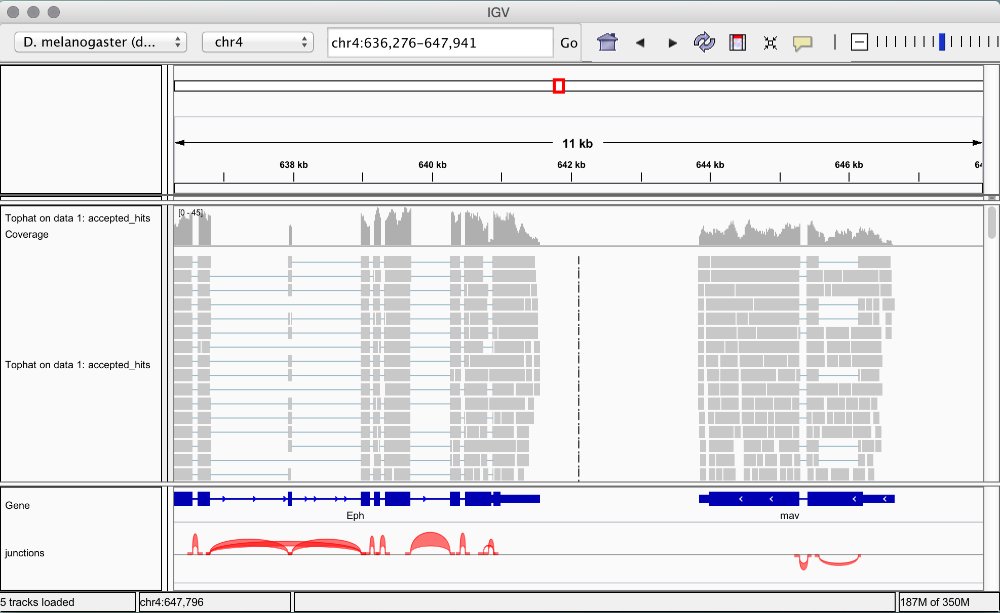 IGV
D. melanogaster (d...
chr4
chr4:636,276-647,941
Go
11 kb
638 kb
640 kb
642 kb
644 kb
646 kb
[0 - 45]
Tophat on data 1: accepted_hits
Coverage
Tophat on data 1: accepted_hits
Gene
Eph
mav
junctions
5 tracks loaded
chr4:647,796
187M of 350M